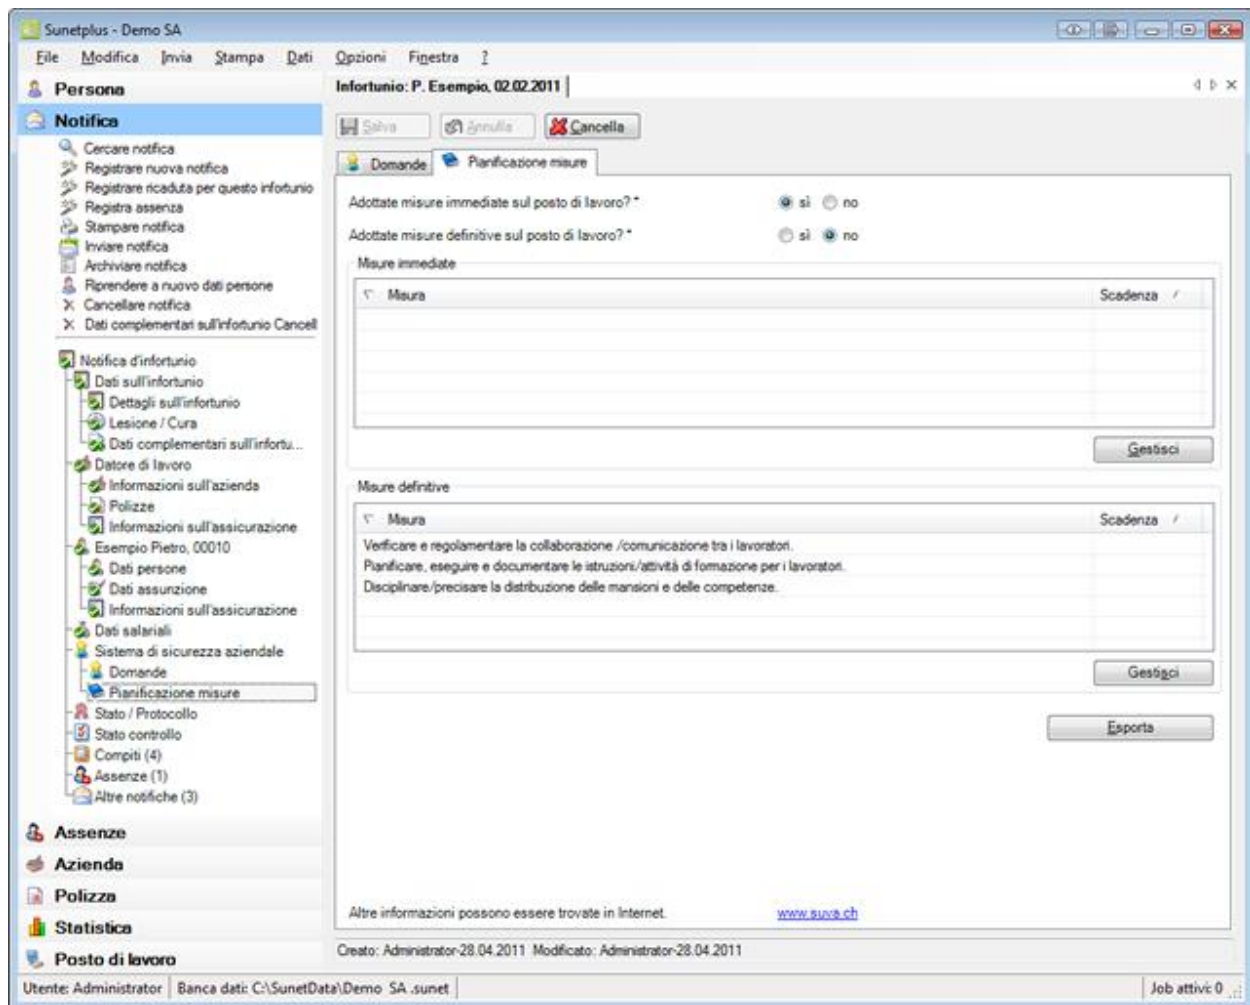 Sunetplus - Demo SA
File Modifica Invia Stampa Dati Opzioni Finestra ?
Persona
Notifica
Cercare notifica
Registrare nuova notifica
Registrare ricaduta per questo infortunio
Registra assenza
Stampare notifica
Inviare notifica
Archiviare notifica
Riprendere a nuovo dati persone
Cancellare notifica
Dati complementari sull'infortunio Cancell
Notifica d'infortunio
Dati sull'infortunio
Dettagli sull'infortunio
Lesione / Cura
Dati complementari sull'infortu...
Datore di lavoro
Informazioni sull'azienda
Polizze
Informazioni sull'assicurazione
Esempio Pietro, 00010
Dati persone
Dati assunzione
Informazioni sull'assicurazione
Dati salariali
Sistema di sicurezza aziendale
Domande
Pianificazione misure
Stato / Protocollo
Stato controllo
Compiti (4)
Assenze (1)
Altre notifiche (3)
Assenze
Azienda
Polizza
Statistica
Posto di lavoro
Infortunio: P. Esempio, 02.02.2011
Salva Annulla Cancella
Domande Pianificazione misure
Adottate misure immediate sul posto di lavoro? * sì no
Adottate misure definitive sul posto di lavoro? * sì no
Misure immediate
Misura Scadenza
Gestisci
Misure definitive
Misura Scadenza
Verificare e regolamentare la collaborazione /comunicazione tra i lavoratori.
Pianificare, eseguire e documentare le istruzioni/attività di formazione per i lavoratori.
Disciplinare/precisare la distribuzione delle mansioni e delle competenze.
Gestisci
Esporta
Altre informazioni possono essere trovate in Internet. www.suva.ch
Creato: Administrator-28.04.2011 Modificato: Administrator-28.04.2011
Utente: Administrator Banca dati: C:\SunetData\Demo SA .sunet Job attivi: 0